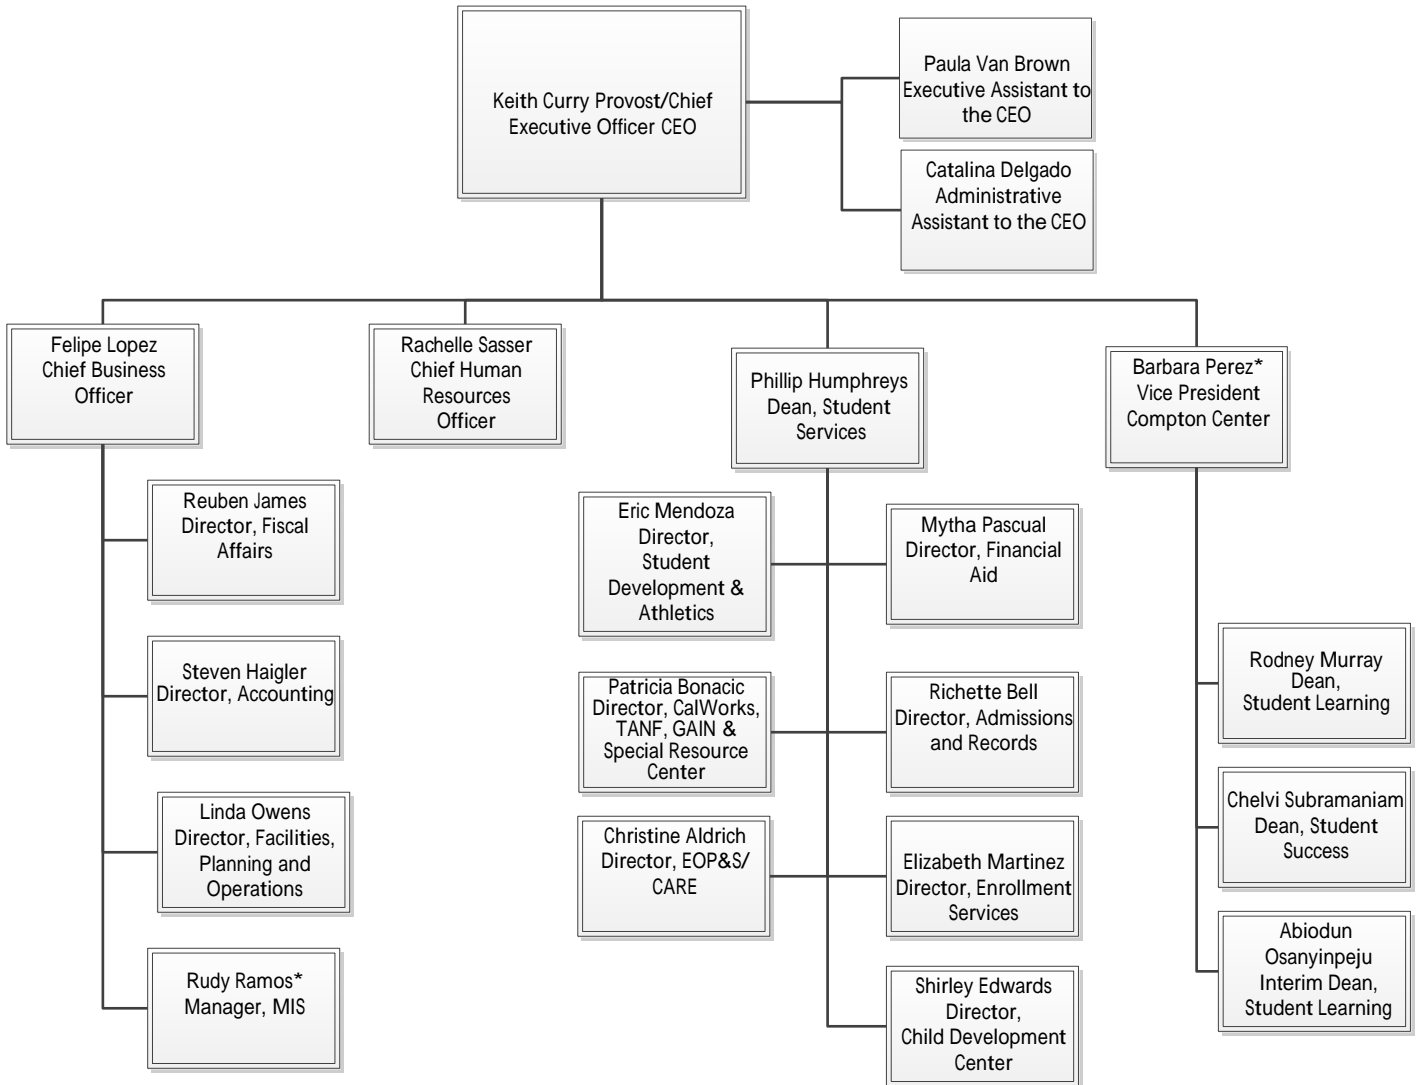 Keith Curry Provost/Chief
Executive Officer CEO
Paula Van Brown
Executive Assistant to
the CEO
Catalina Delgado
Administrative
Assistant to the CEO
Felipe Lopez
Chief Business
Officer
Rachelle Sasser
Chief Human
Resources
Officer
Phillip Humphreys
Dean, Student
Services
Barbara Perez*
Vice President
Compton Center
Reuben James
Director, Fiscal
Affairs
Steven Haigler
Director, Accounting
Linda Owens
Director, Facilities,
Planning and
Operations
Rudy Ramos*
Manager, MIS
Eric Mendoza
Director,
Student
Development &
Athletics
Mytha Pascual
Director, Financial
Aid
Patricia Bonacic
Director, CalWorks,
TANF, GAIN &
Special Resource
Center
Richette Bell
Director, Admissions
and Records
Christine Aldrich
Director, EOP&S/
CARE
Elizabeth Martinez
Director, Enrollment
Services
Shirley Edwards
Director,
Child Development
Center
Rodney Murray
Dean,
Student Learning
Chelvi Subramaniam
Dean, Student
Success
Abiodun
Osanyinpeju
Interim Dean,
Student Learning